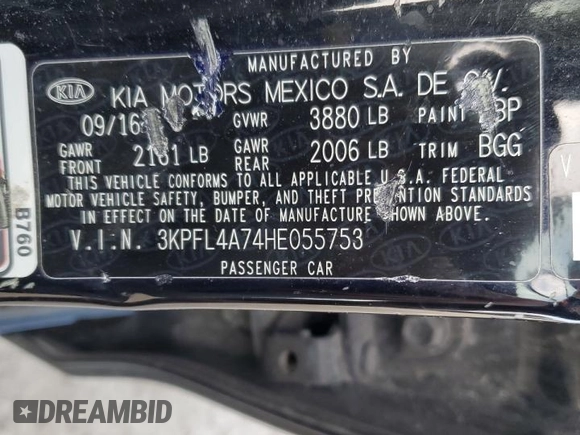 MANUFACTURED BY
KIA KIA MOTORS MEXICO S.A. DE C.V.
09/16 GVWR 3880 LB PAINT
GAWR FRONT 2161 LB GAWR REAR 2006 LB TRIM BGG
THIS VEHICLE CONFORMS TO ALL APPLICABLE U.S.A. FEDERAL
MOTOR VEHICLE SAFETY, BUMPER, AND THEFT PREVENTION STANDARDS
IN EFFECT ON THE DATE OF MANUFACTURE SHOWN ABOVE.
V.I.N. 3KPFL4A74HE055753
PASSENGER CAR
B760
V
DREAMBID